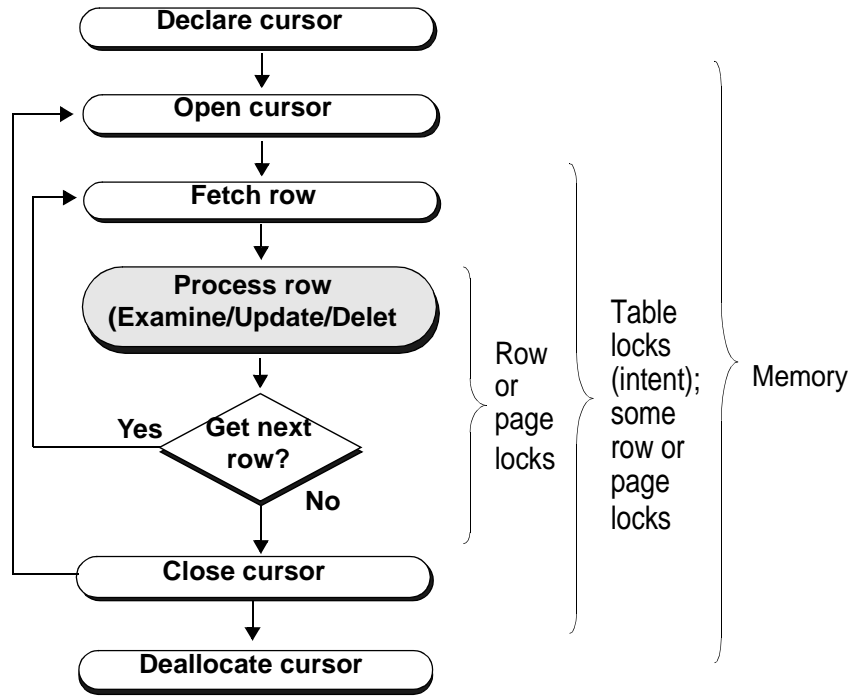 Declare cursor
Open cursor
Fetch row
Process row
(Examine/Update/Delet
Yes
Get next
row?
No
Close cursor
Deallocate cursor
Row
or
page
locks
Table
locks
(intent);
some
row or
page
locks
Memory